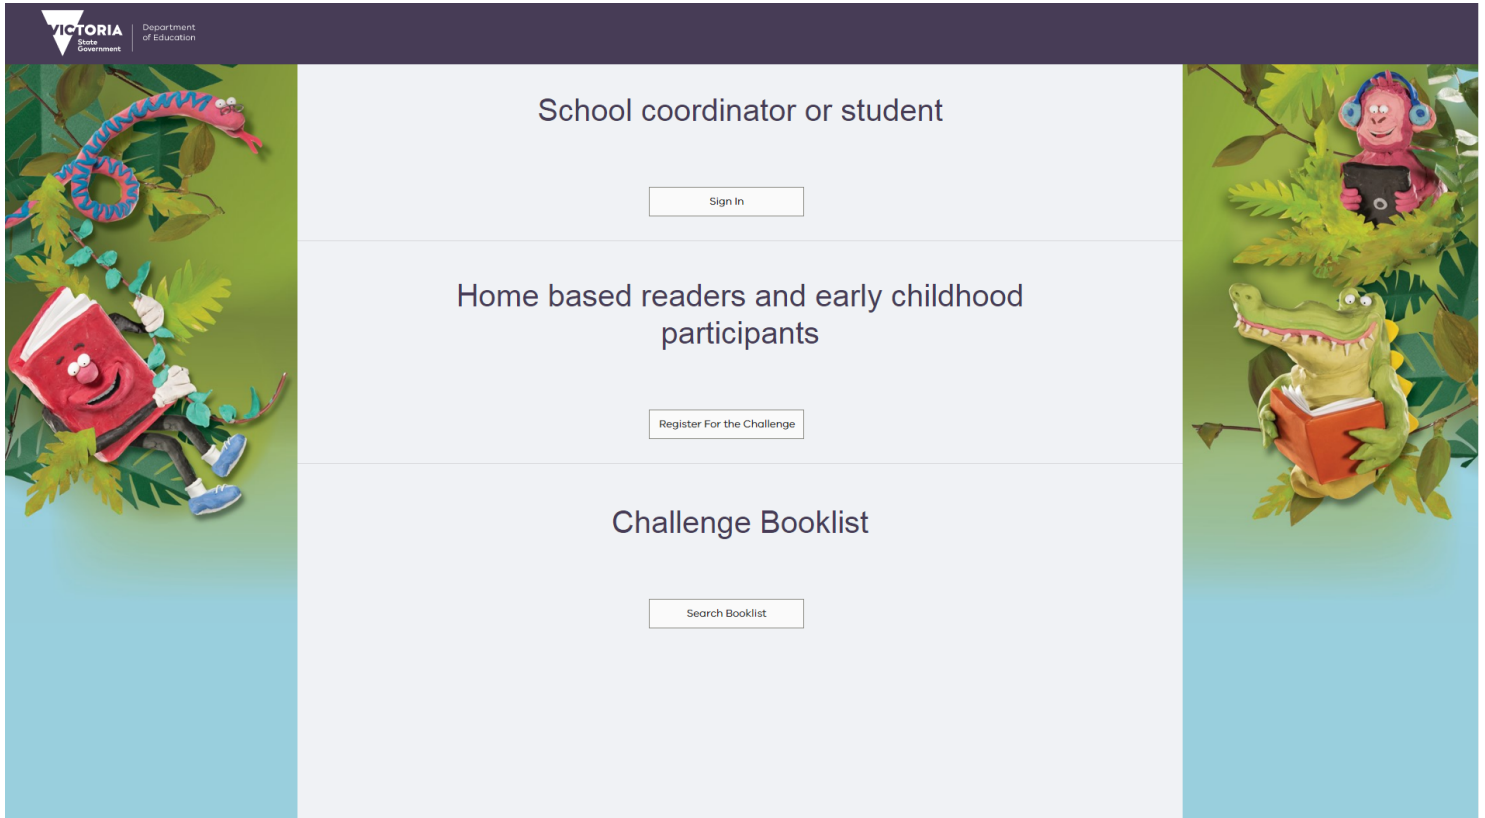 VICTORIA
State
Government
Department
of Education
School coordinator or student
Sign In
Home based readers and early childhood
participants
Register For the Challenge
Challenge Booklist
Search Booklist